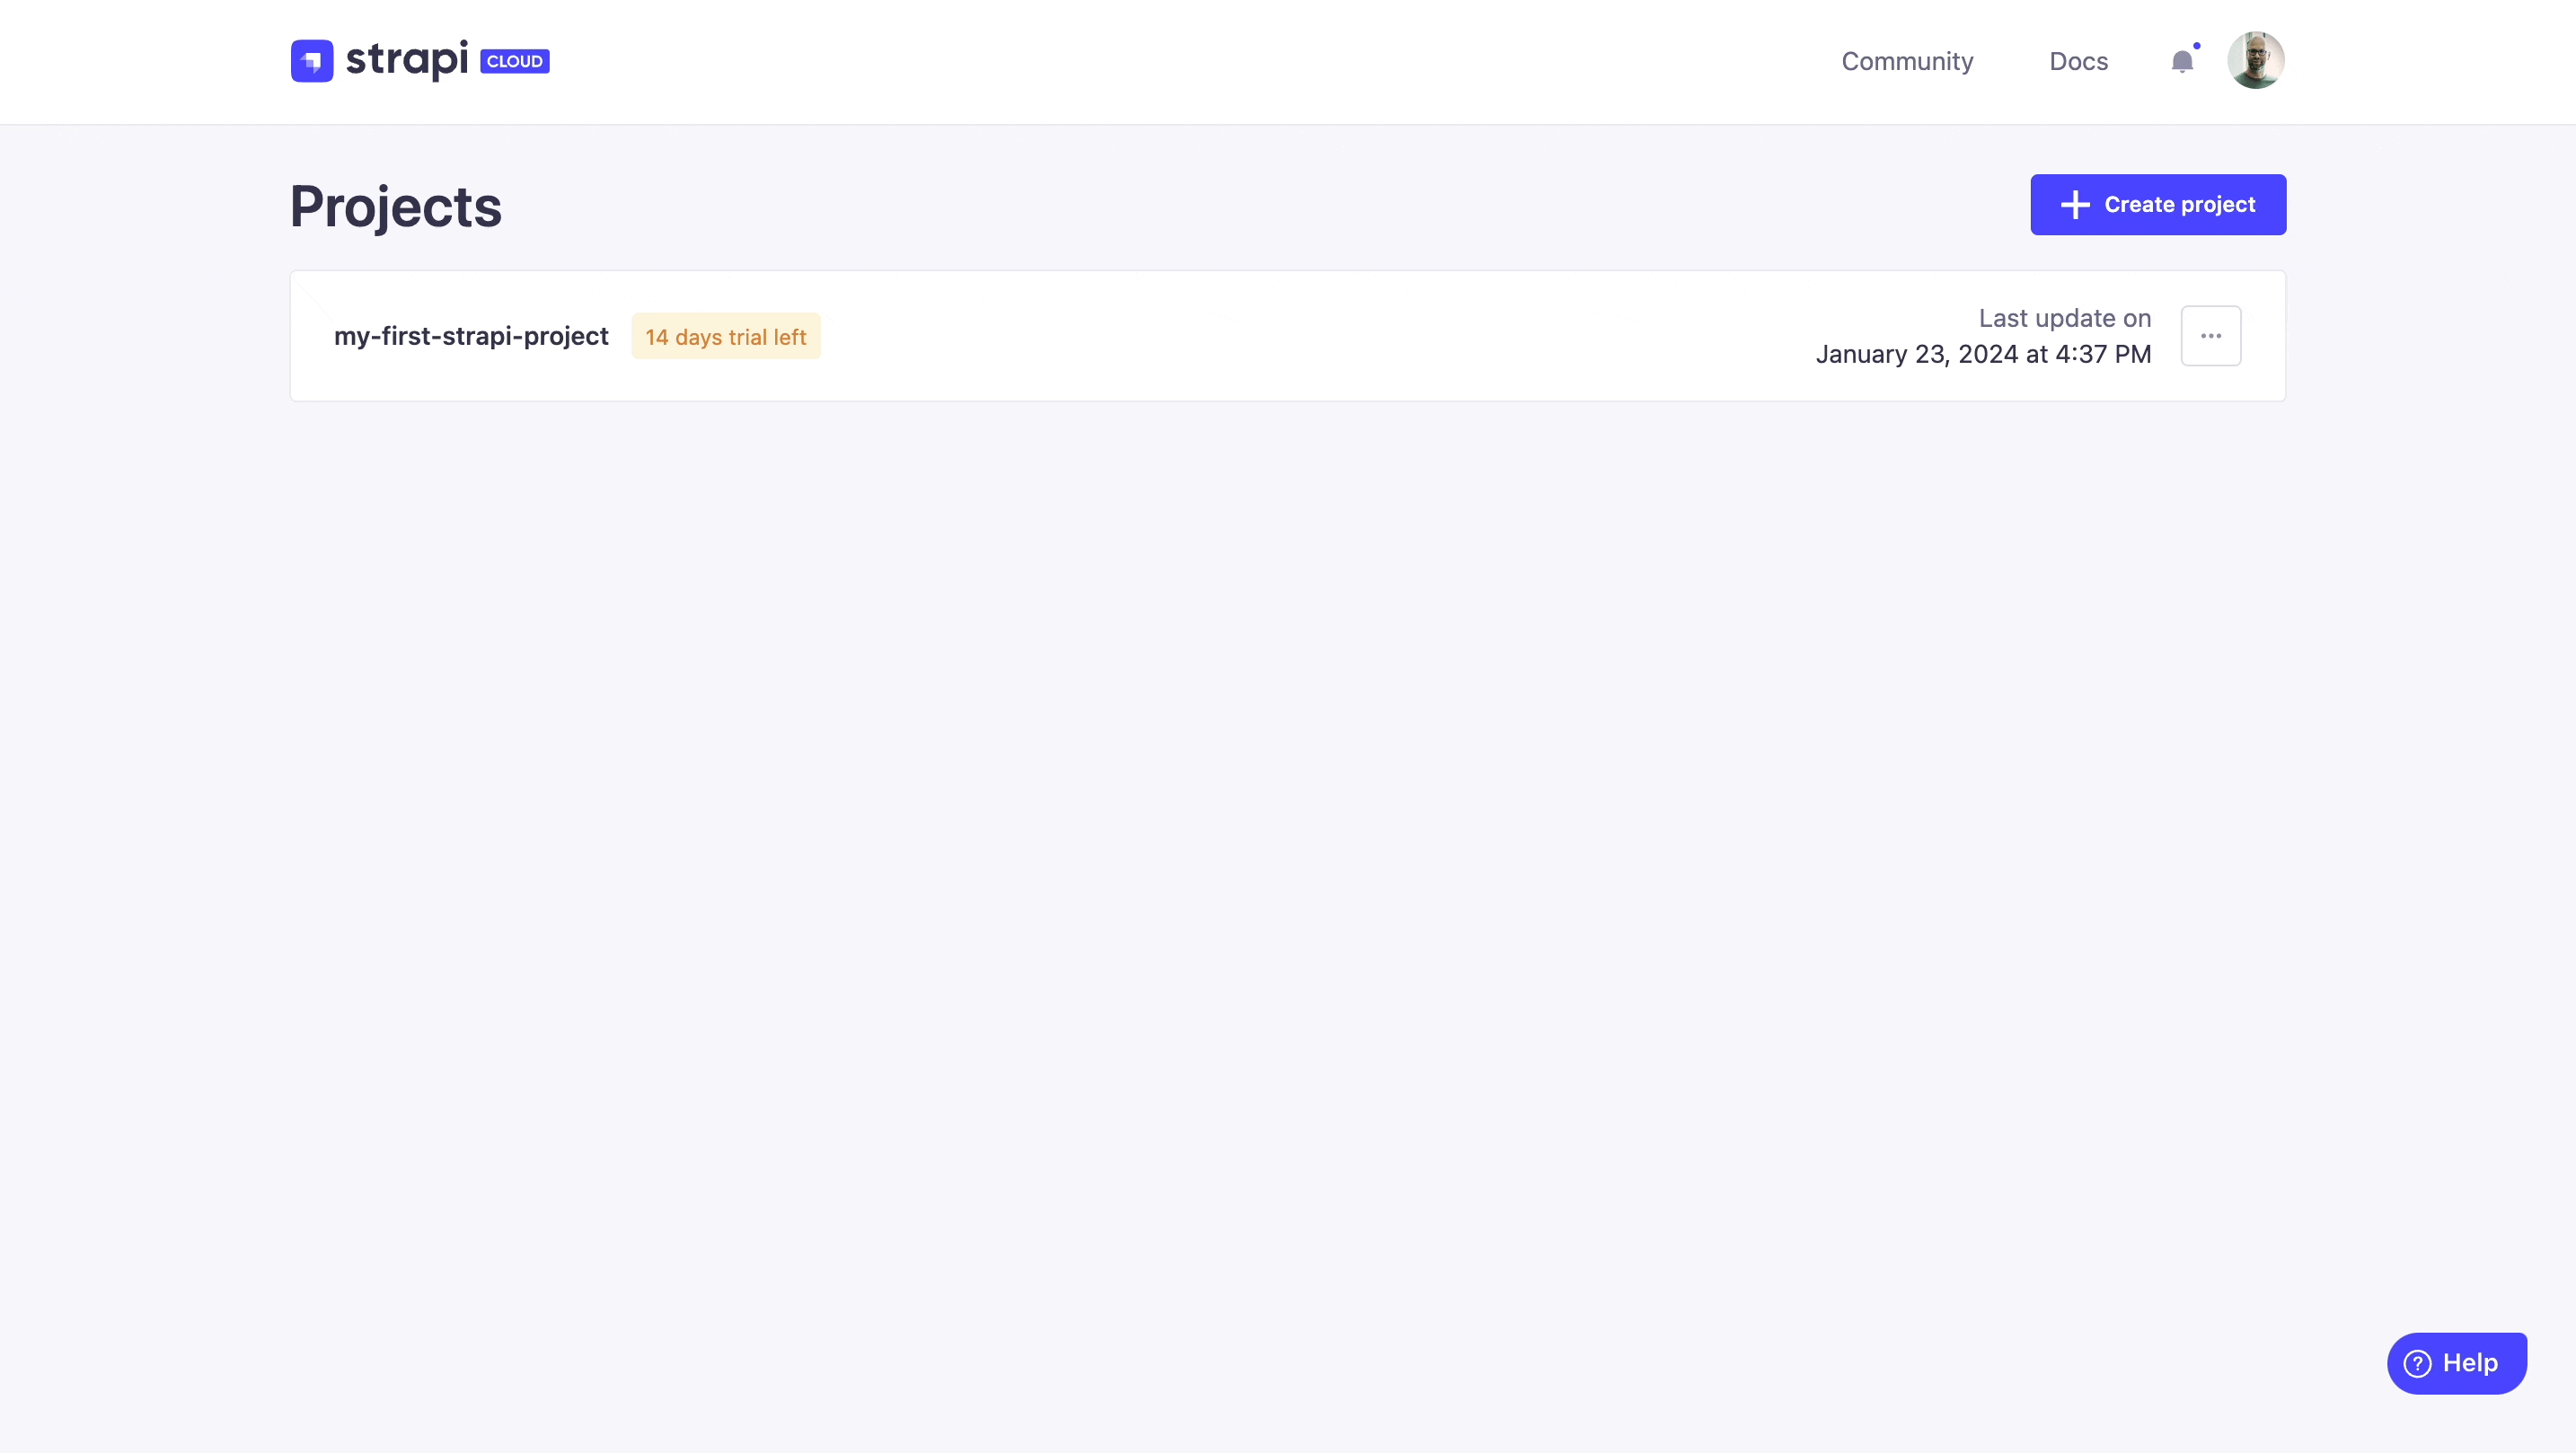 strapi CLOUD
Community
Docs
Projects
Create project
my-first-strapi-project
14 days trial left
Last update on
January 23, 2024 at 4:37 PM
? Help